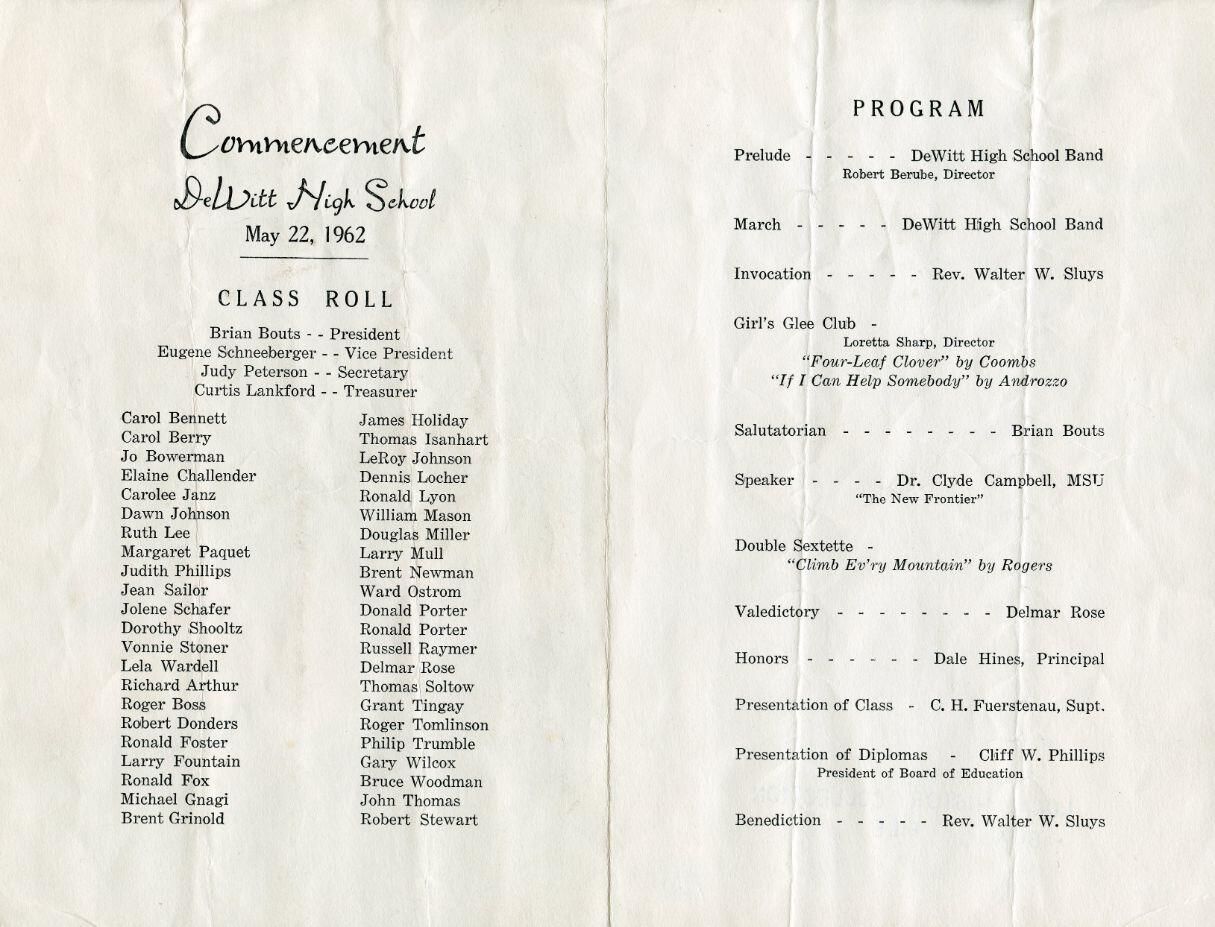 Commencement
DeWitt High School
May 22, 1962
CLASS ROLL
Brian Bouts - - President
Eugene Schneeberger - - Vice President
Judy Peterson - - Secretary
Curtis Lankford - - Treasurer
Carol Bennett
Carol Berry
Jo Bowerman
Elaine Challender
Carolee Janz
Dawn Johnson
Ruth Lee
Margaret Paquet
Judith Phillips
Jean Sailor
Jolene Schafer
Dorothy Shooltz
Vonnie Stoner
Lela Wardell
Richard Arthur
Roger Boss
Robert Donders
Ronald Foster
Larry Fountain
Ronald Fox
Michael Gnagi
Brent Grinold
James Holiday
Thomas Isanhart
LeRoy Johnson
Dennis Locher
Ronald Lyon
William Mason
Douglas Miller
Larry Mull
Brent Newman
Ward Ostrom
Donald Porter
Ronald Porter
Russell Raymer
Delmar Rose
Thomas Soltow
Grant Tingay
Roger Tomlinson
Philip Trumble
Gary Wilcox
Bruce Woodman
John Thomas
Robert Stewart
PROGRAM
Prelude - - - - - DeWitt High School Band
Robert Berube, Director
March - - - - - DeWitt High School Band
Invocation - - - - - Rev. Walter W. Sluys
Girl's Glee Club -
Loretta Sharp, Director
"Four-Leaf Clover" by Coombs
"If I Can Help Somebody" by Androzzo
Salutatorian - - - - - - - - Brian Bouts
Speaker - - - - Dr. Clyde Campbell, MSU
"The New Frontier"
Double Sextette -
"Climb Ev'ry Mountain" by Rogers
Valedictory - - - - - - - - Delmar Rose
Honors - - - - - - Dale Hines, Principal
Presentation of Class - C. H. Fuerstenau, Supt.
Presentation of Diplomas - Cliff W. Phillips
President of Board of Education
Benediction - - - - - Rev. Walter W. Sluys